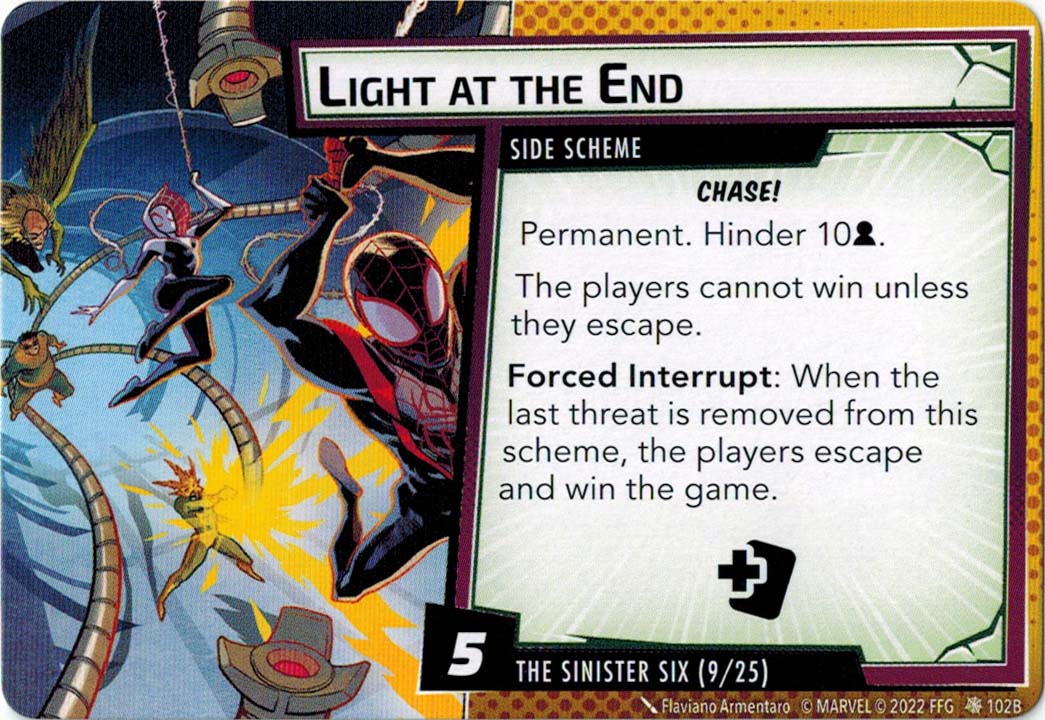 LIGHT AT THE END
SIDE SCHEME
CHASE!
Permanent. Hinder 10.
The players cannot win unless
they escape.
Forced Interrupt: When the
last threat is removed from this
scheme, the players escape
and win the game.
5
THE SINISTER SIX (9/25)
Flaviano Armentaro © MARVEL © 2022 FFG 102B